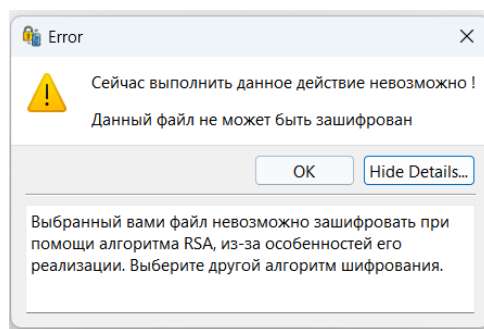 Error
Сейчас выполнить данное действие невозможно !
Данный файл не может быть зашифрован
OK
Hide Details...
Выбранный вами файл невозможно зашифровать при
помощи алгоритма RSA, из-за особенностей его
реализации. Выберите другой алгоритм шифрования.